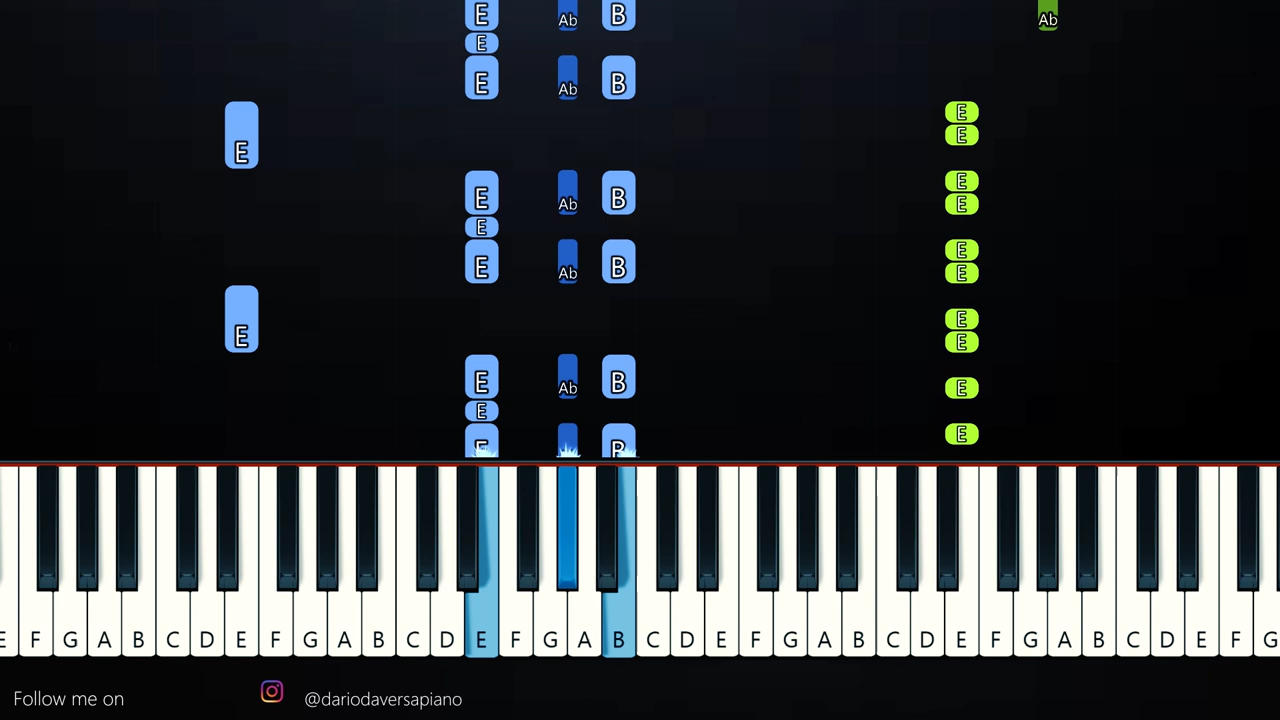 E Ab B Ab
E
E Ab B
E
E E
E Ab B E
E E
E Ab B E
E
E
E
E Ab B E
E
E B E
E F G A B C D E F G A B C D E F G A B C D E F G A B C D E F G A B C D E F G
Follow me on @dariodaversapiano